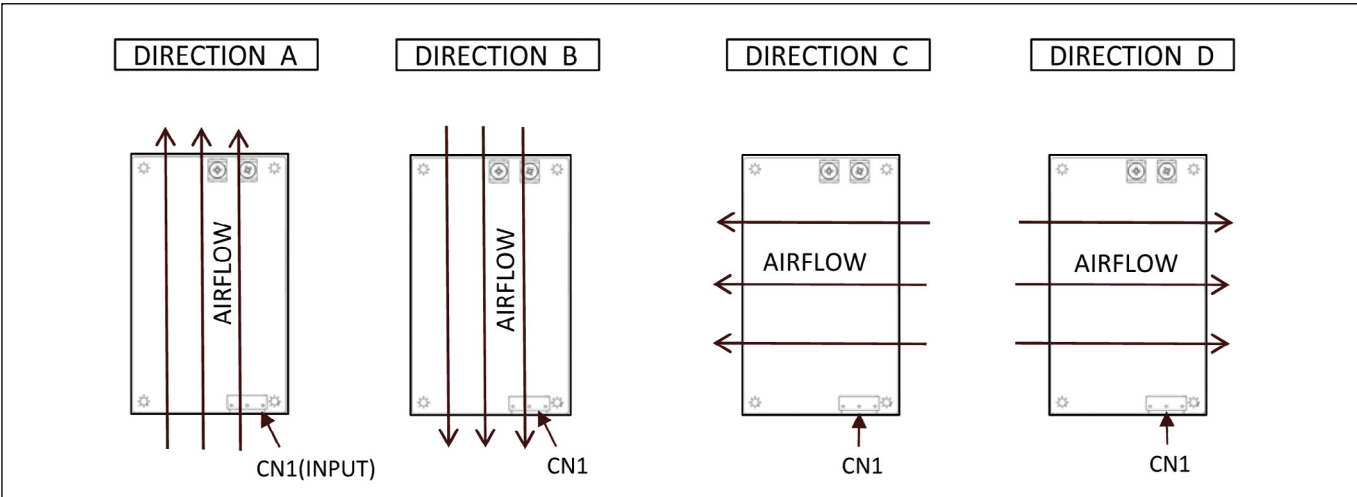 DIRECTION A
DIRECTION B
DIRECTION C
DIRECTION D
AIRFLOW
AIRFLOW
AIRFLOW
AIRFLOW
CN1(INPUT)
CN1
CN1
CN1